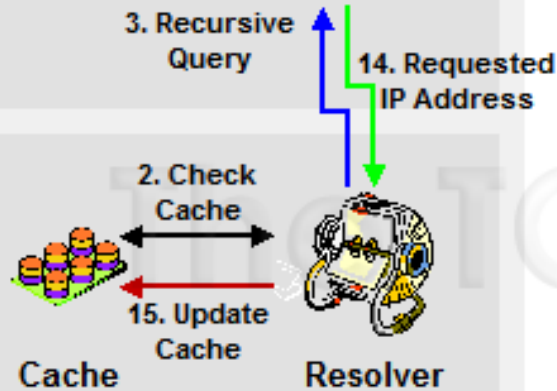 3. Recursive
Query
14. Requested
IP Address
2. Check
Cache
15. Update
Cache
Cache
Resolver